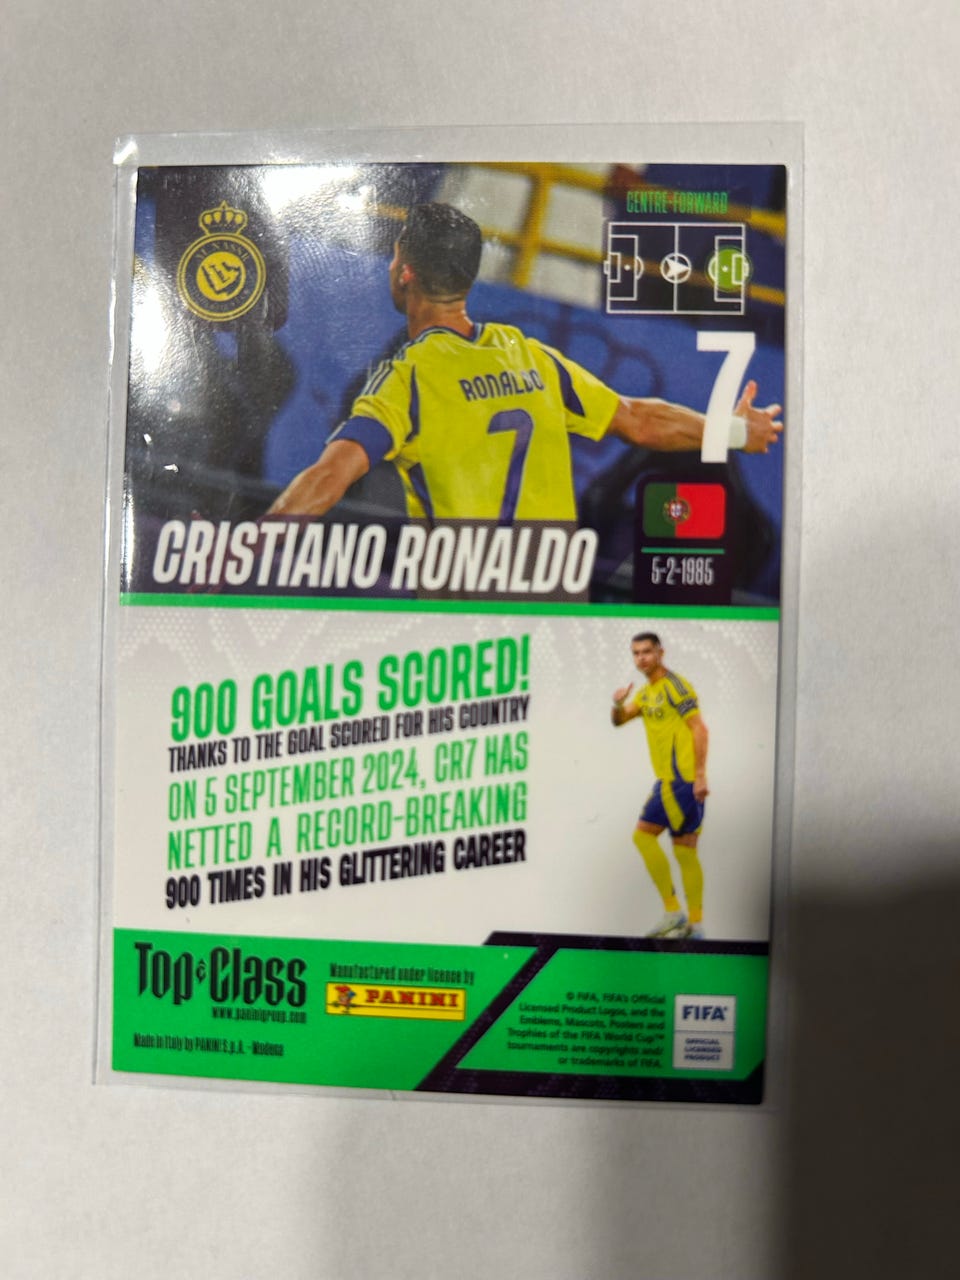 CENTRE-FORWARD
AL NASSR
7
RONALDO
7
CRISTIANO RONALDO
5-2-1985
900 GOALS SCORED!
THANKS TO THE GOAL SCORED FOR HIS COUNTRY
ON 5 SEPTEMBER 2024, CR7 HAS
NETTED A RECORD-BREAKING
900 TIMES IN HIS GLITTERING CAREER
Top Class
www.paninigroup.com
Made in Italy by PANINI S.p.A. - Modena
Manufactured under licence by
PANINI
© FIFA, FIFA's Official
Licensed Product Logos, and the
Emblems, Mascots, Posters and
Trophies of the FIFA World Cup™
tournaments are copyrights and/
or trademarks of FIFA.
FIFA®
OFFICIAL
LICENSED
PRODUCT